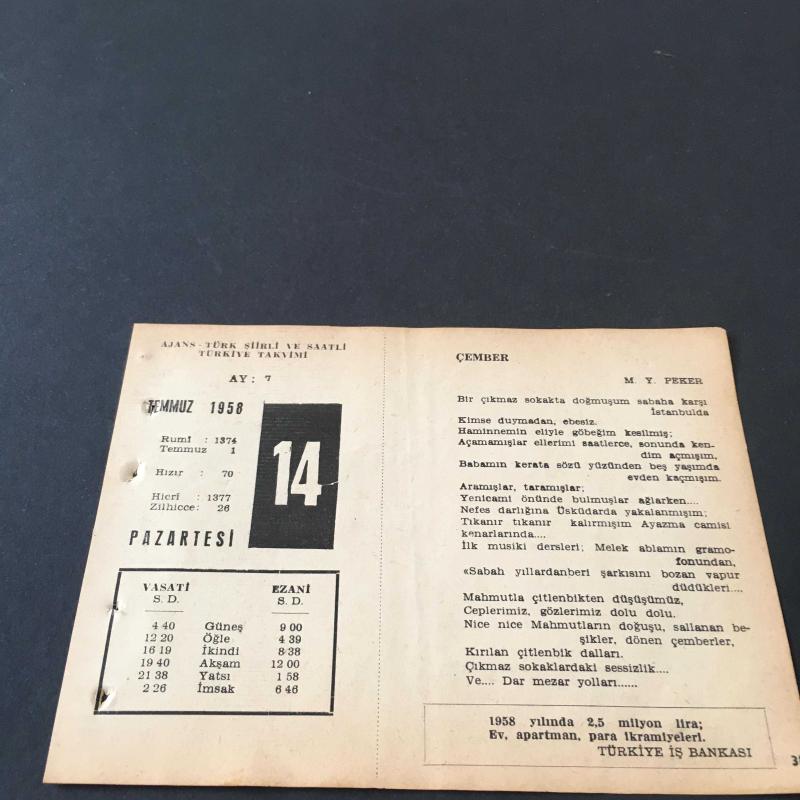 AJANS - TÜRK ŞİİRLİ VE SAATLİ
TÜRKİYE TAKVİMİ
AY : 7
TEMMUZ 1958
Rumî : 1374
Temmuz 1
Hızır : 70
Hicrî : 1377
Zilhicce: 26
14
PAZARTESİ
VASATİ EZANİ
S. D. S. D.
4 40 Güneş 9 00
12 20 Öğle 4 39
16 19 İkindi 8 38
19 40 Akşam 12 00
21 38 Yatsı 1 58
2 26 İmsak 6 46
ÇEMBER
M. Y. PEKER
Bir çıkmaz sokakta doğmuşum sabaha karşı
İstanbulda
Kimse duymadan, ebesiz.
Haminnemin eliyle göbeğim kesilmiş;
Açamamışlar ellerimi saatlerce, sonunda ken-
dim açmışım,
Babamın kerata sözü yüzünden beş yaşımda
evden kaçmışım.
Aramışlar, taramışlar;
Yenicami önünde bulmuşlar ağlarken....
Nefes darlığına Üsküdarda yakalanmışım;
Tıkanır tıkanır kalırmışım Ayazma camisi
kenarlarında....
İlk musiki dersleri; Melek ablamın gramo-
fonundan,
«Sabah yıllardanberi şarkısını bozan vapur
düdükleri....
Mahmutla çitlenbikten düşüşümüz,
Ceplerimiz, gözlerimiz dolu dolu.
Nice nice Mahmutların doğuşu, sallanan be-
şikler, dönen çemberler,
Kırılan çitlenbik dalları.
Çıkmaz sokaklardaki sessizlik....
Ve.... Dar mezar yolları......
1958 yılında 2,5 milyon lira;
Ev, apartman, para ikramiyeleri.
TÜRKİYE İŞ BANKASI